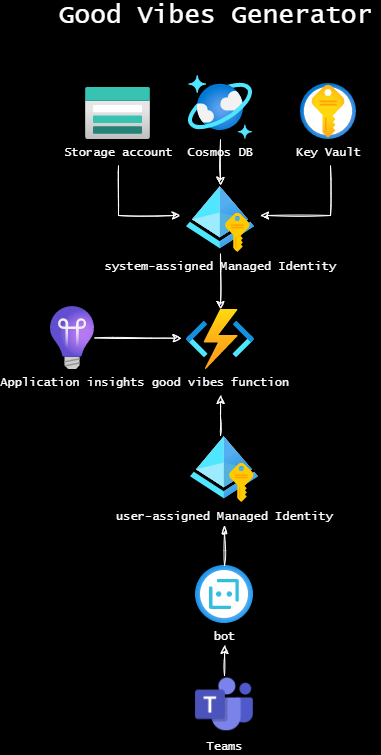 Good Vibes Generator
Storage account
Cosmos DB
Key Vault
system-assigned Managed Identity
Application insights
good vibes function
user-assigned Managed Identity
bot
T
Teams